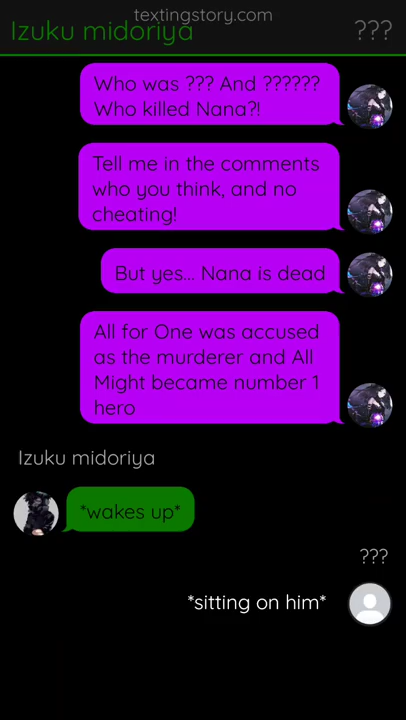 textingstory.com
Izuku midoriya
???
Who was ??? And ??????
Who killed Nana?!
Tell me in the comments
who you think, and no
cheating!
But yes... Nana is dead
All for One was accused
as the murderer and All
Might became number 1
hero
Izuku midoriya
*wakes up*
???
*sitting on him*